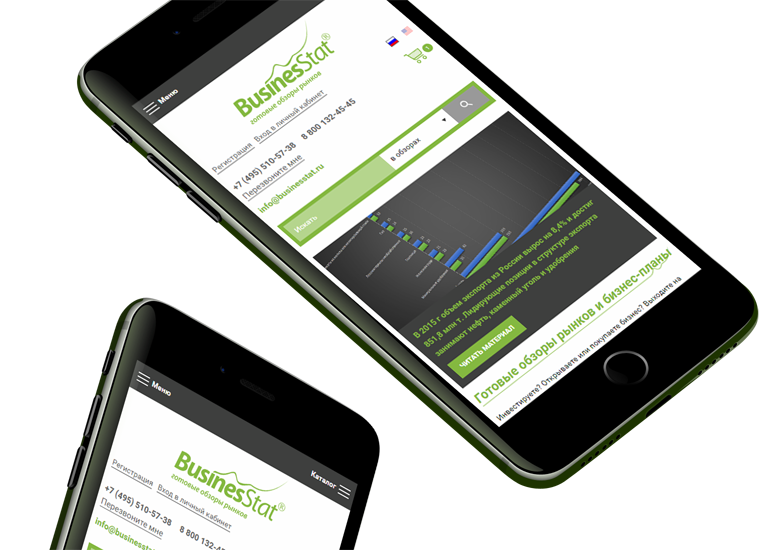 Меню
BusinesStat®
готовые обзоры рынков
1
Регистрация Вход в личный кабинет
+7 (495) 510-57-38 8 800 132-45-45
Перезвоните мне
info@businesstat.ru
Искать
в обзорах
В 2015 г объем экспорта из России вырос на 8,4% и достиг
851,8 млн т. Лидирующие позиции в структуре экспорта
занимают нефть, каменный уголь и удобрения
ЧИТАТЬ МАТЕРИАЛ
Готовые обзоры рынков и бизнес-планы
Инвестируете? Открываете или покупаете бизнес? Выходите на
Меню
Каталог
BusinesStat®
готовые обзоры рынков
Регистрация Вход в личный кабинет
+7 (495) 510-57-38 8 800 132-45
Перезвоните мне
info@businesstat